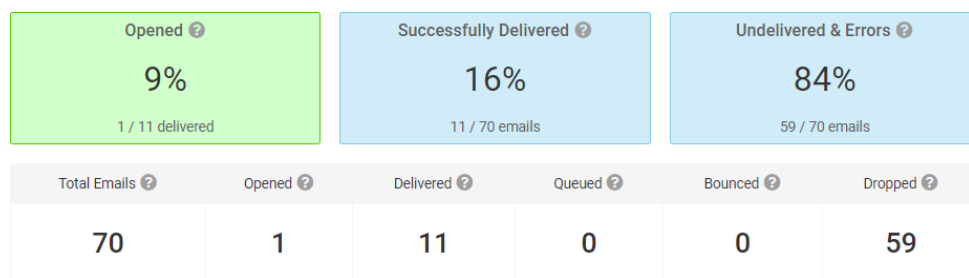 Opened ? Successfully Delivered ? Undelivered & Errors ?
9% 16% 84%
1 / 11 delivered 11 / 70 emails 59 / 70 emails
Total Emails ? Opened ? Delivered ? Queued ? Bounced ? Dropped ?
70 1 11 0 0 59